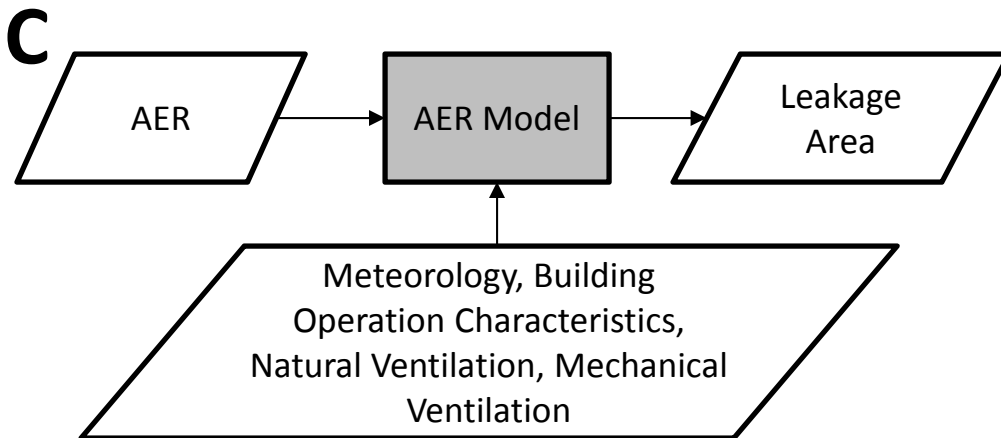 C
AER
AER Model
Leakage
Area
Meteorology, Building
Operation Characteristics,
Natural Ventilation, Mechanical
Ventilation